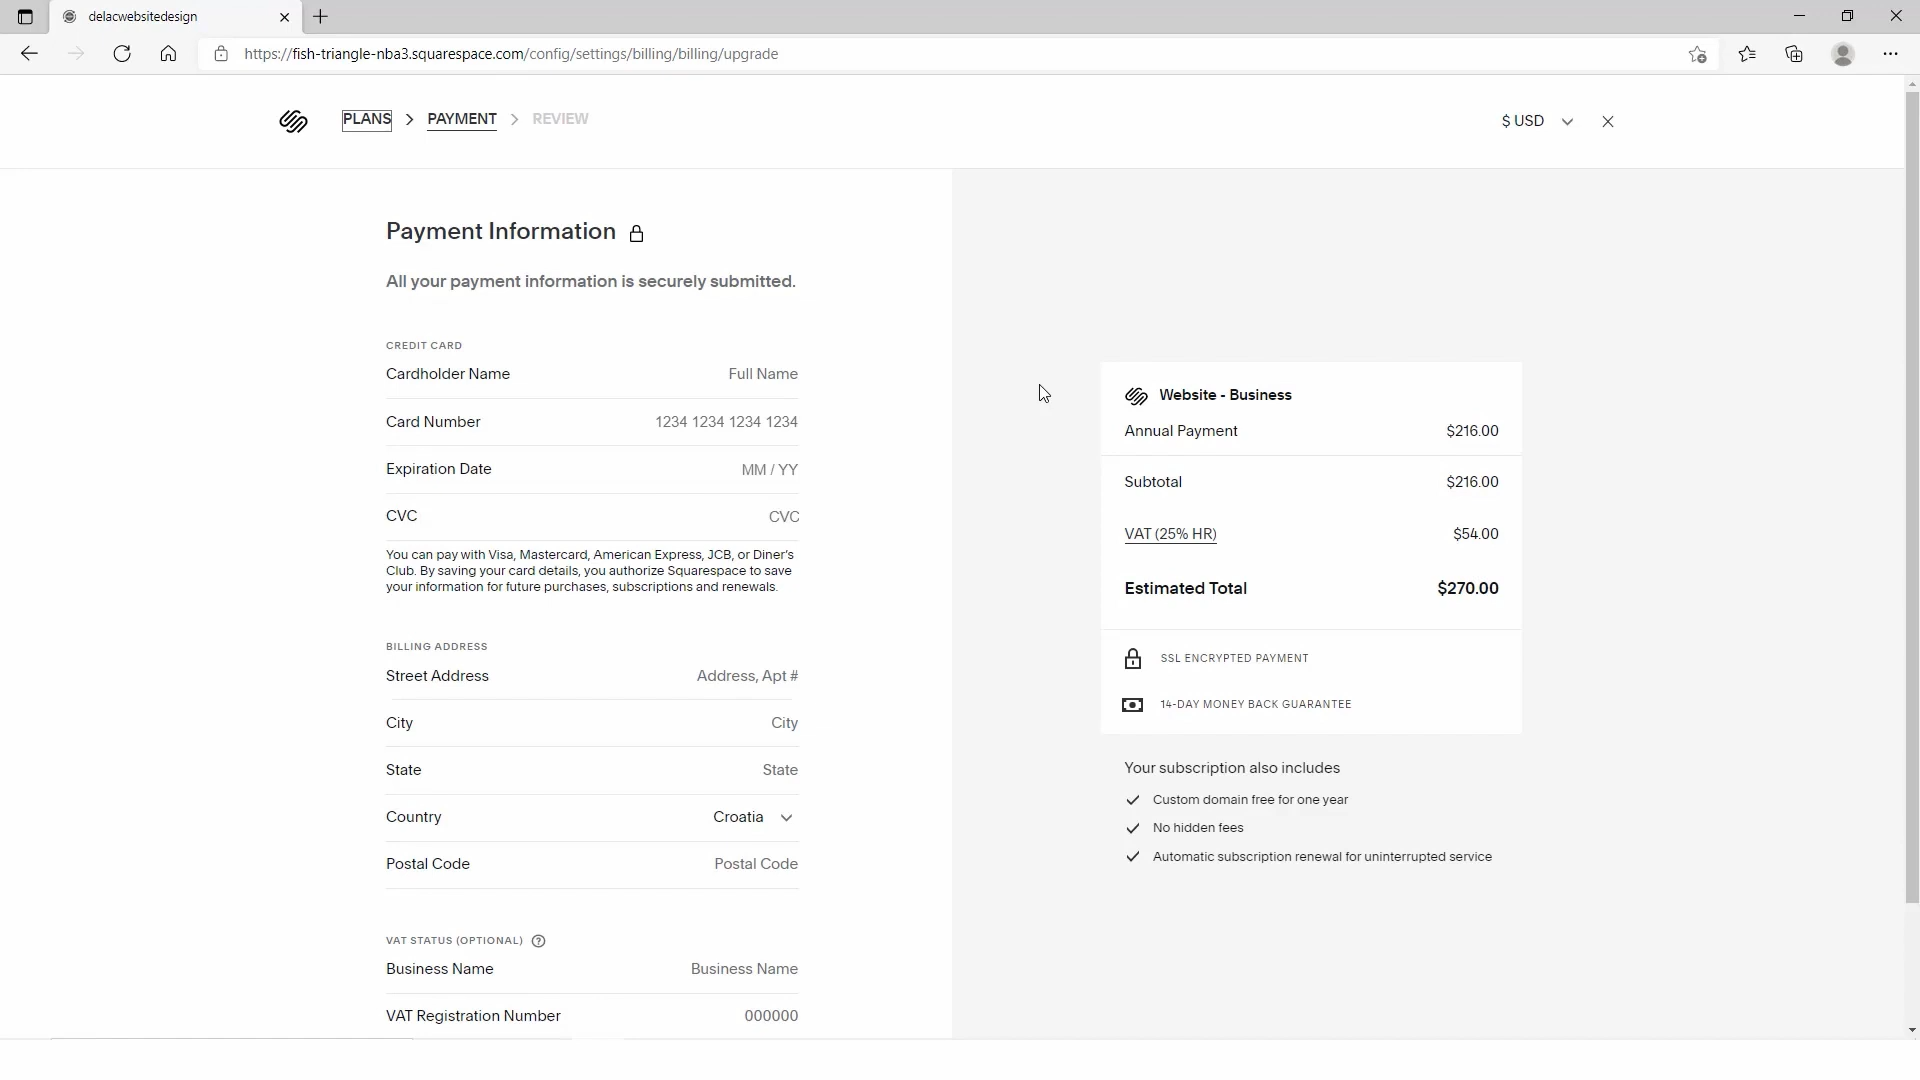 delacwebsitedesign
https://fish-triangle-nba3.squarespace.com/config/settings/billing/billing/upgrade
PLANS > PAYMENT > REVIEW
$ USD
Payment Information
All your payment information is securely submitted.
CREDIT CARD
Cardholder Name Full Name
Card Number 1234 1234 1234 1234
Expiration Date MM / YY
CVC CVC
You can pay with Visa, Mastercard, American Express, JCB, or Diner’s
Club. By saving your card details, you authorize Squarespace to save
your information for future purchases, subscriptions and renewals.
BILLING ADDRESS
Street Address Address, Apt #
City City
State State
Country Croatia
Postal Code Postal Code
VAT STATUS (OPTIONAL) ?
Business Name Business Name
VAT Registration Number 000000
Website - Business
Annual Payment $216.00
Subtotal $216.00
VAT (25% HR) $54.00
Estimated Total $270.00
SSL ENCRYPTED PAYMENT
14-DAY MONEY BACK GUARANTEE
Your subscription also includes
Custom domain free for one year
No hidden fees
Automatic subscription renewal for uninterrupted service